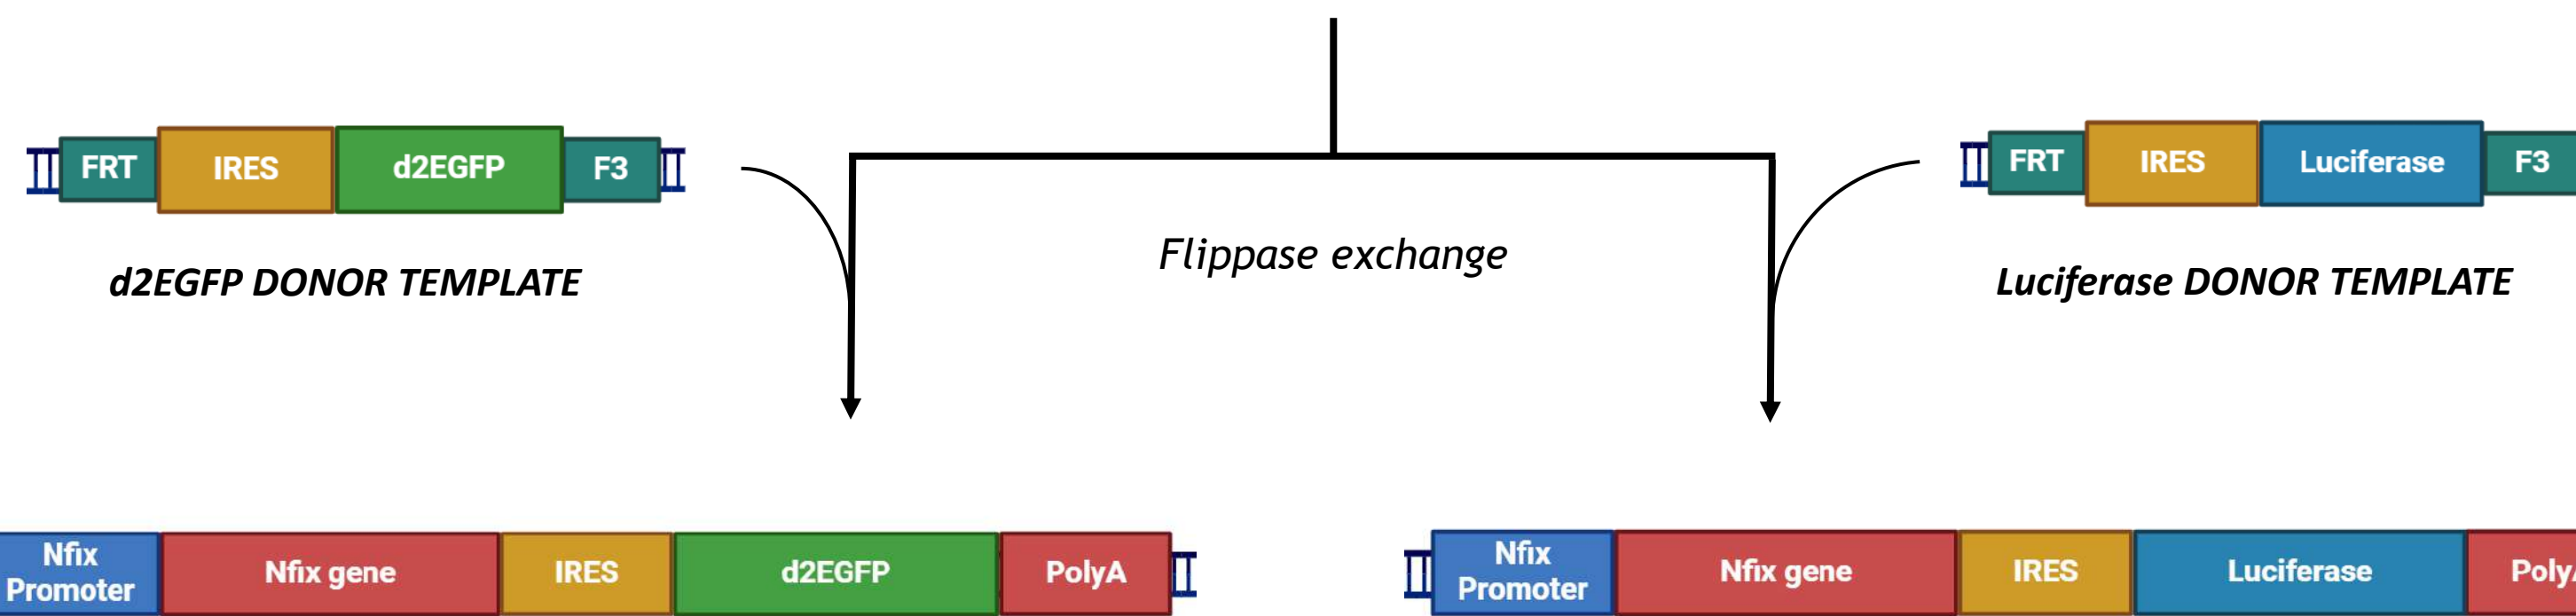 FRT IRES d2EGFP F3
FRT IRES Luciferase F3
d2EGFP DONOR TEMPLATE
Flippase exchange
Luciferase DONOR TEMPLATE
Nfix
Promoter
Nfix gene IRES d2EGFP PolyA
Nfix
Promoter
Nfix gene IRES Luciferase PolyA